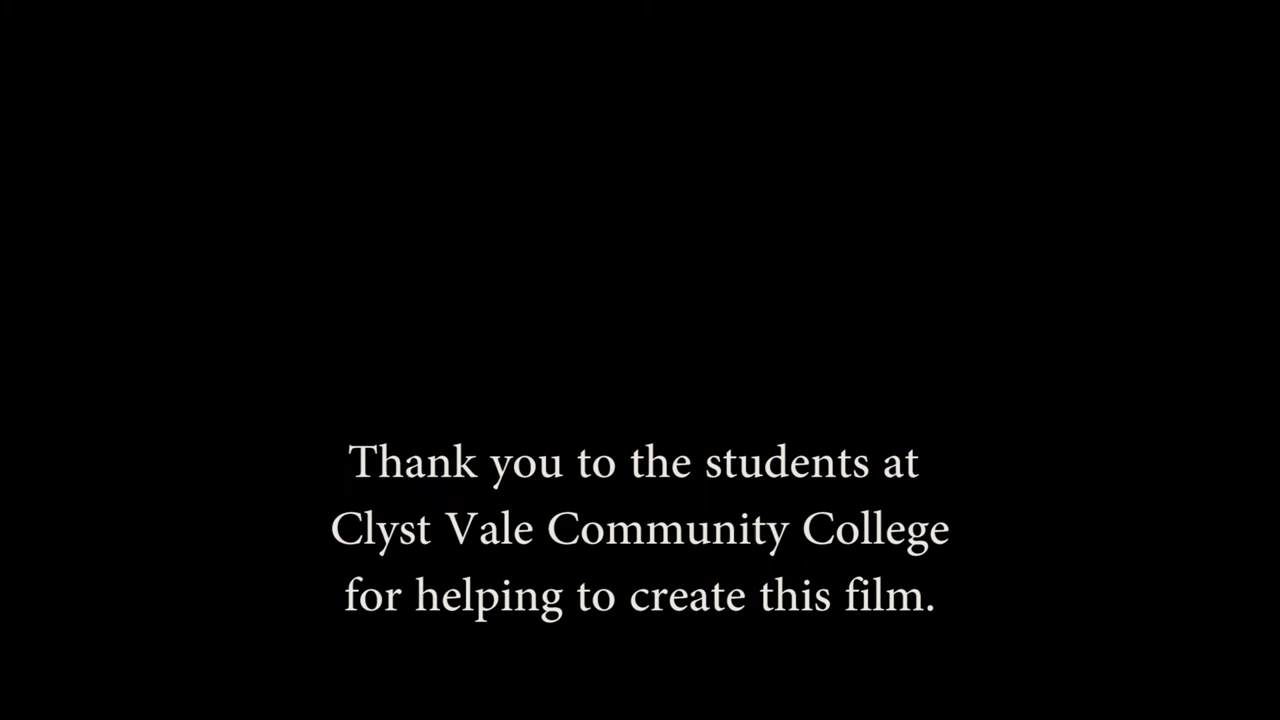 Thank you to the students at
Clyst Vale Community College
for helping to create this film.